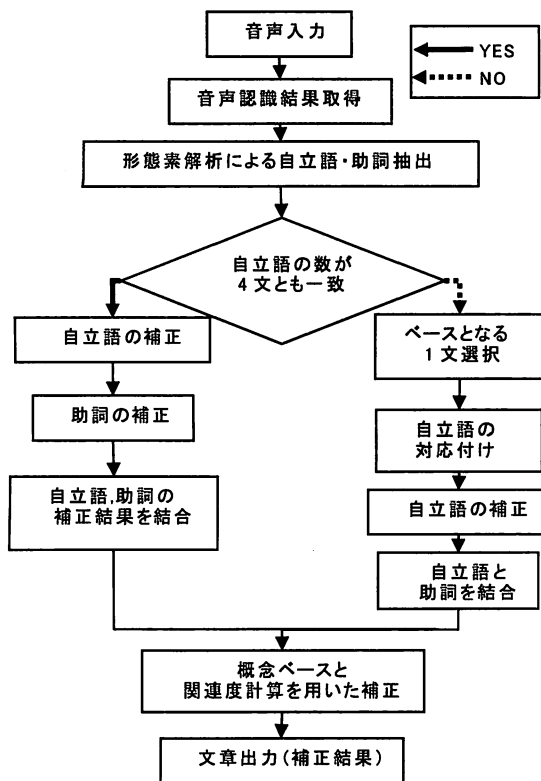 音声入力
YES
NO
音声認識結果取得
形態素解析による自立語・助詞抽出
自立語の数が
4文とも一致
自立語の補正
助詞の補正
自立語,助詞の
補正結果を結合
ベースとなる
1文選択
自立語の
対応付け
自立語の補正
自立語と
助詞を結合
概念ベースと
関連度計算を用いた補正
文章出力(補正結果)